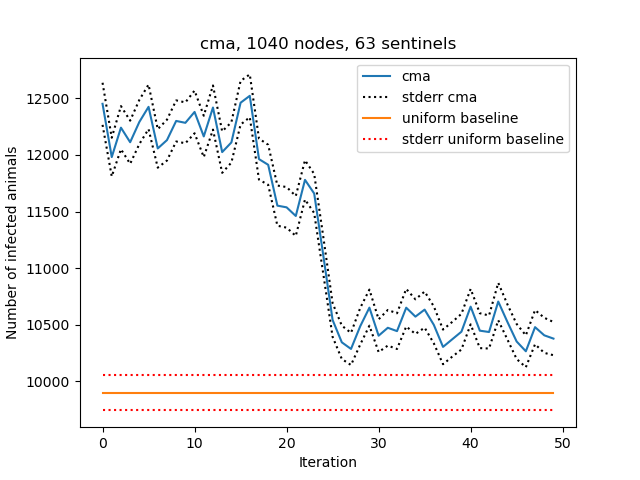 cma, 1040 nodes, 63 sentinels
cma
stderr cma
uniform baseline
stderr uniform baseline
Number of infected animals
12500
12000
11500
11000
10500
10000
0 10 20 30 40 50
Iteration